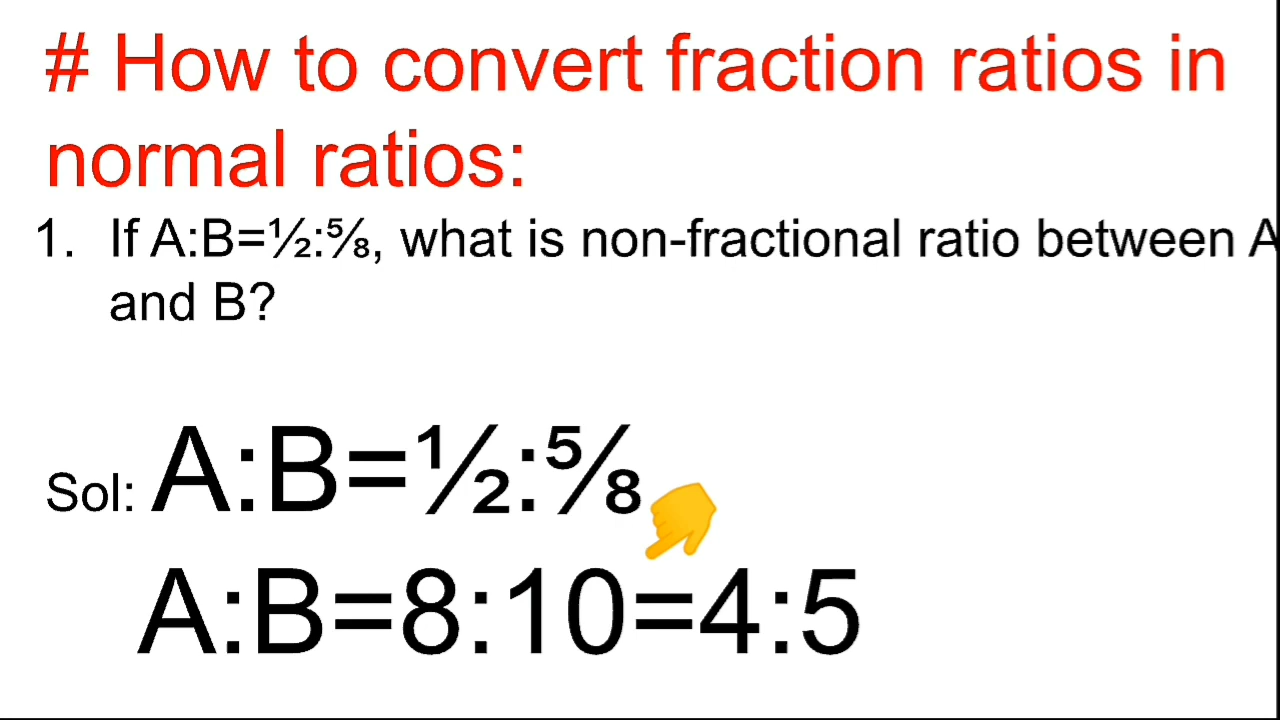 # How to convert fraction ratios in
normal ratios:
1. If A:B=½:⅝, what is non-fractional ratio between A
and B?
Sol: A:B=½:⅝
A:B=8:10=4:5